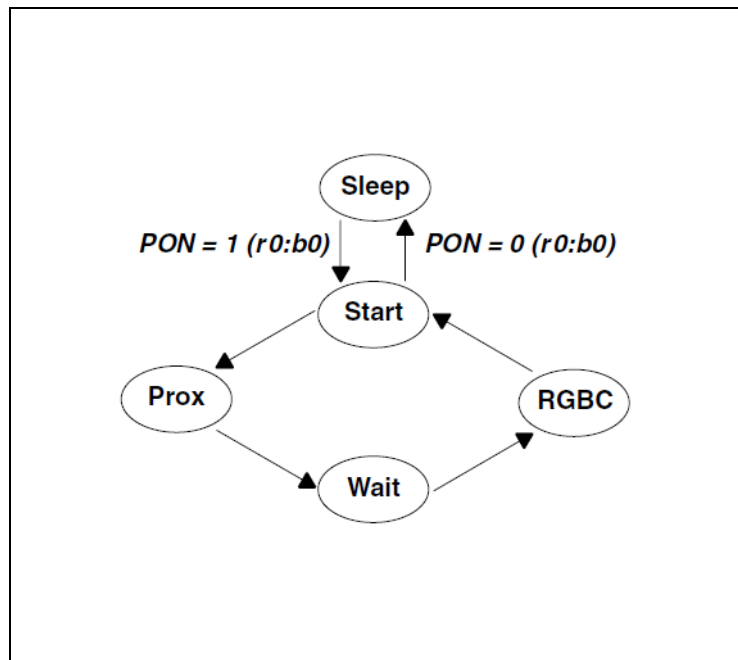 Sleep
PON = 1 (r0:b0)
PON = 0 (r0:b0)
Start
Prox
RGBC
Wait